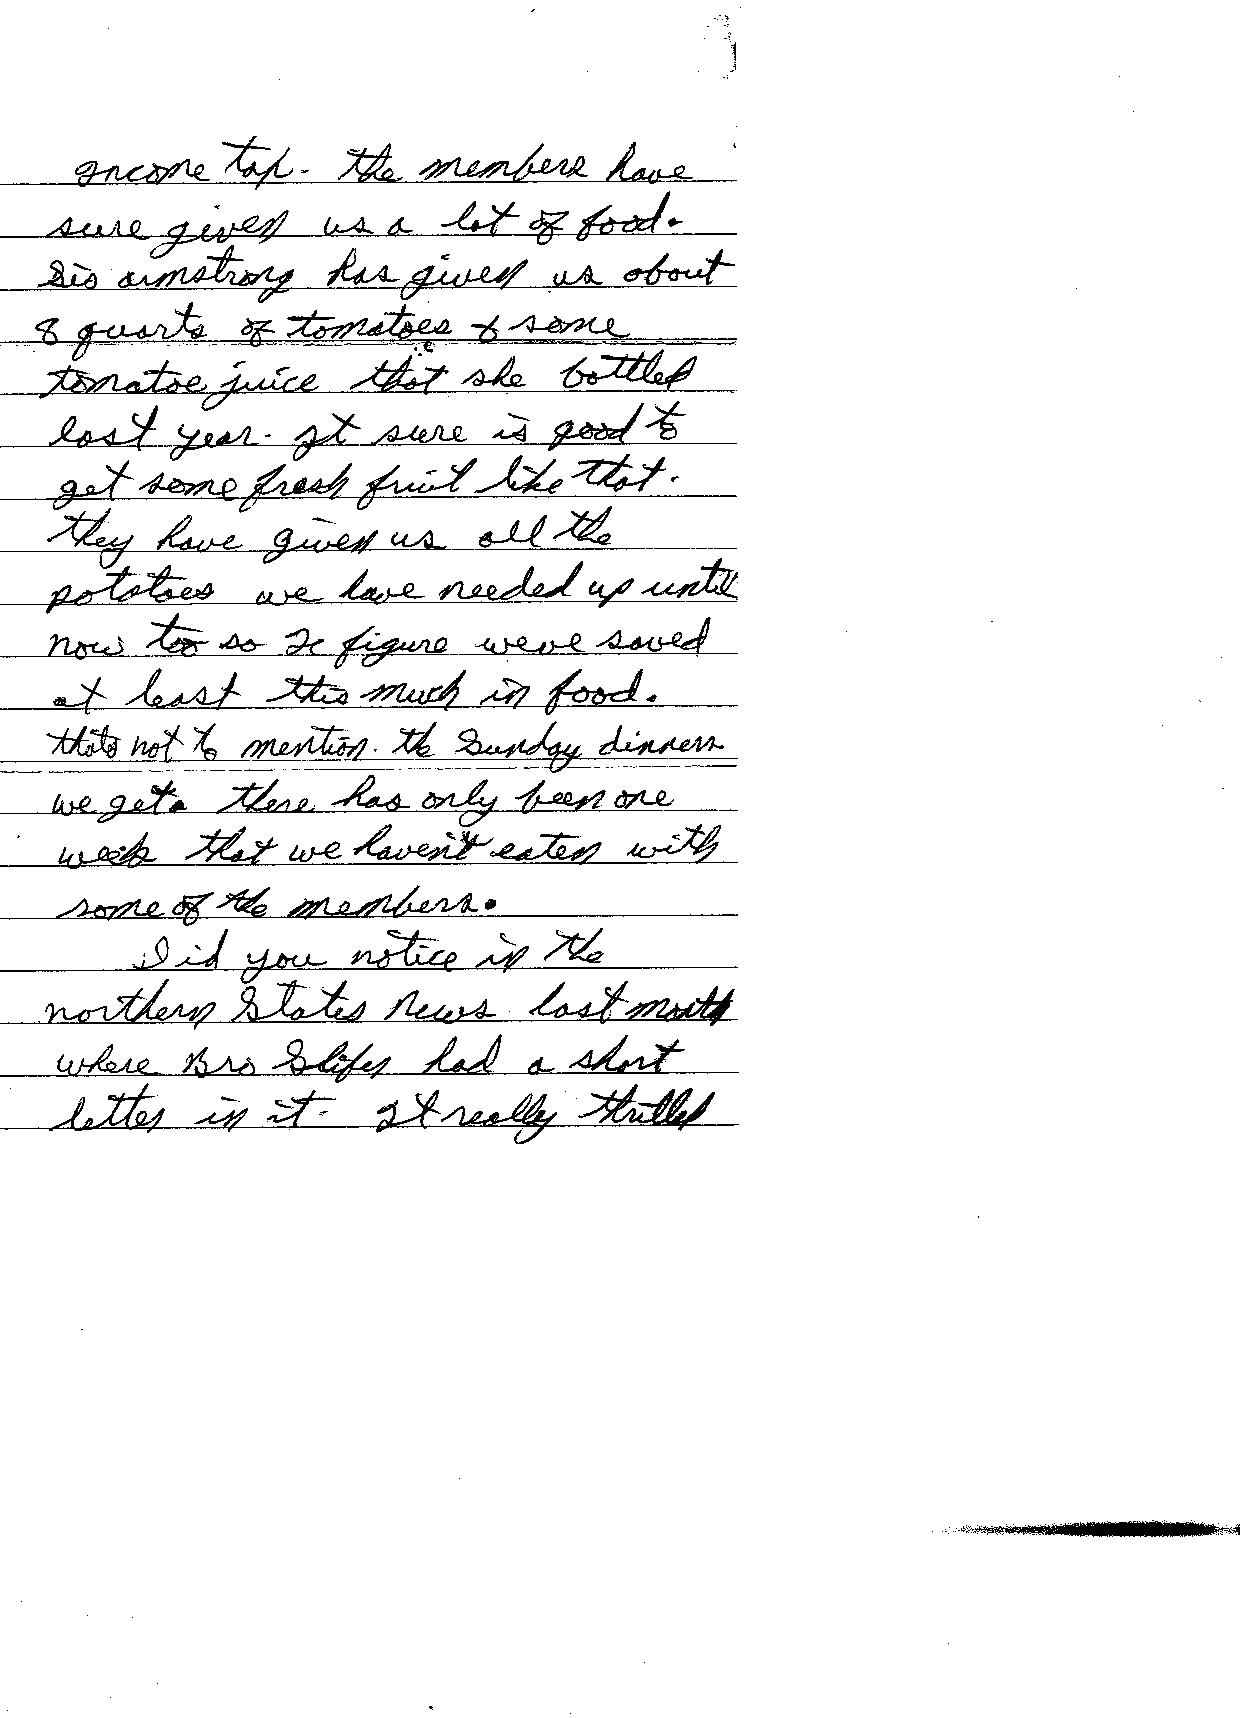 income tax. The members have
sure given us a lot of food.
Sis armstrong has given us about
8 quarts of tomatoes & some
tomatoe juice that she bottled
last year. It sure is good to
get some fresh fruit like that.
They have given us all the
potatoes we have needed up until
now too so I figure weve saved
at least this much in food.
thats not to mention the Sunday dinners
we get. there has only been one
week that we haven't eaten with
some of the members.
Did you notice in the
northern States News last month
where Bro had a short
letter in it. It really thrilled